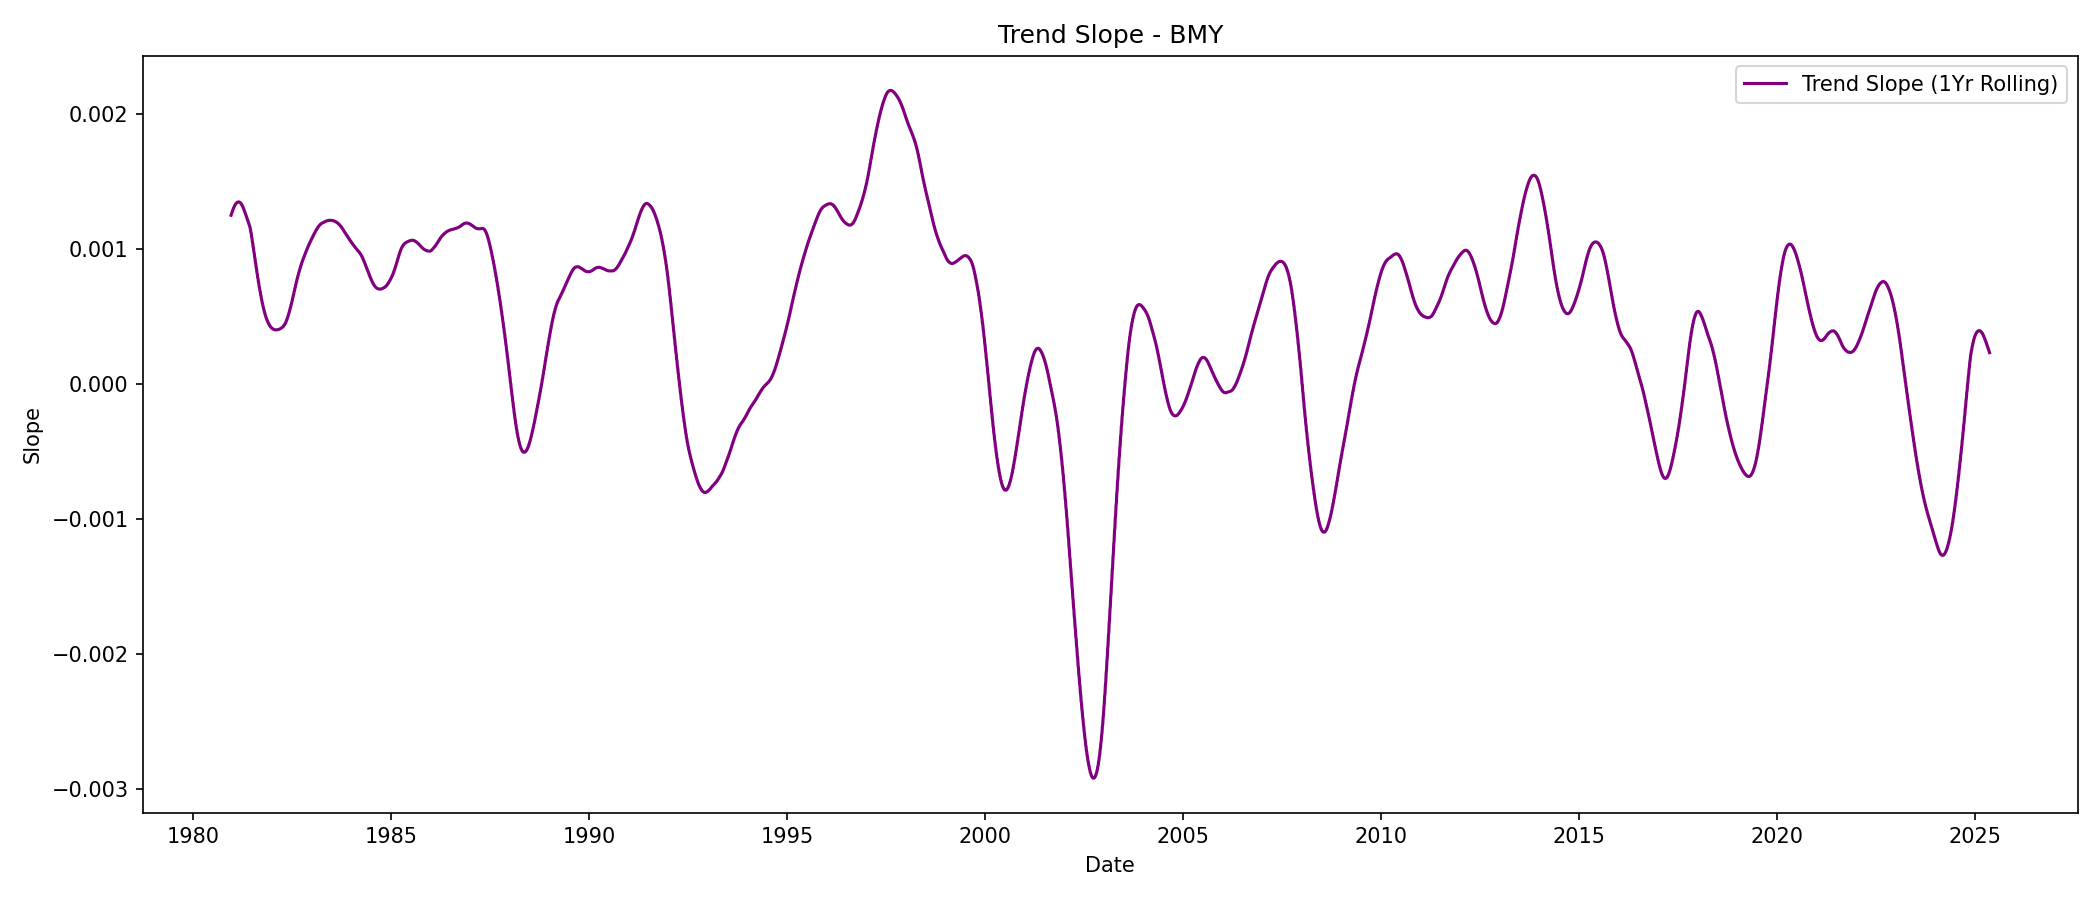 Trend Slope - BMY
Trend Slope (1Yr Rolling)
Slope
0.002
0.001
0.000
−0.001
−0.002
−0.003
1980 1985 1990 1995 2000 2005 2010 2015 2020 2025
Date